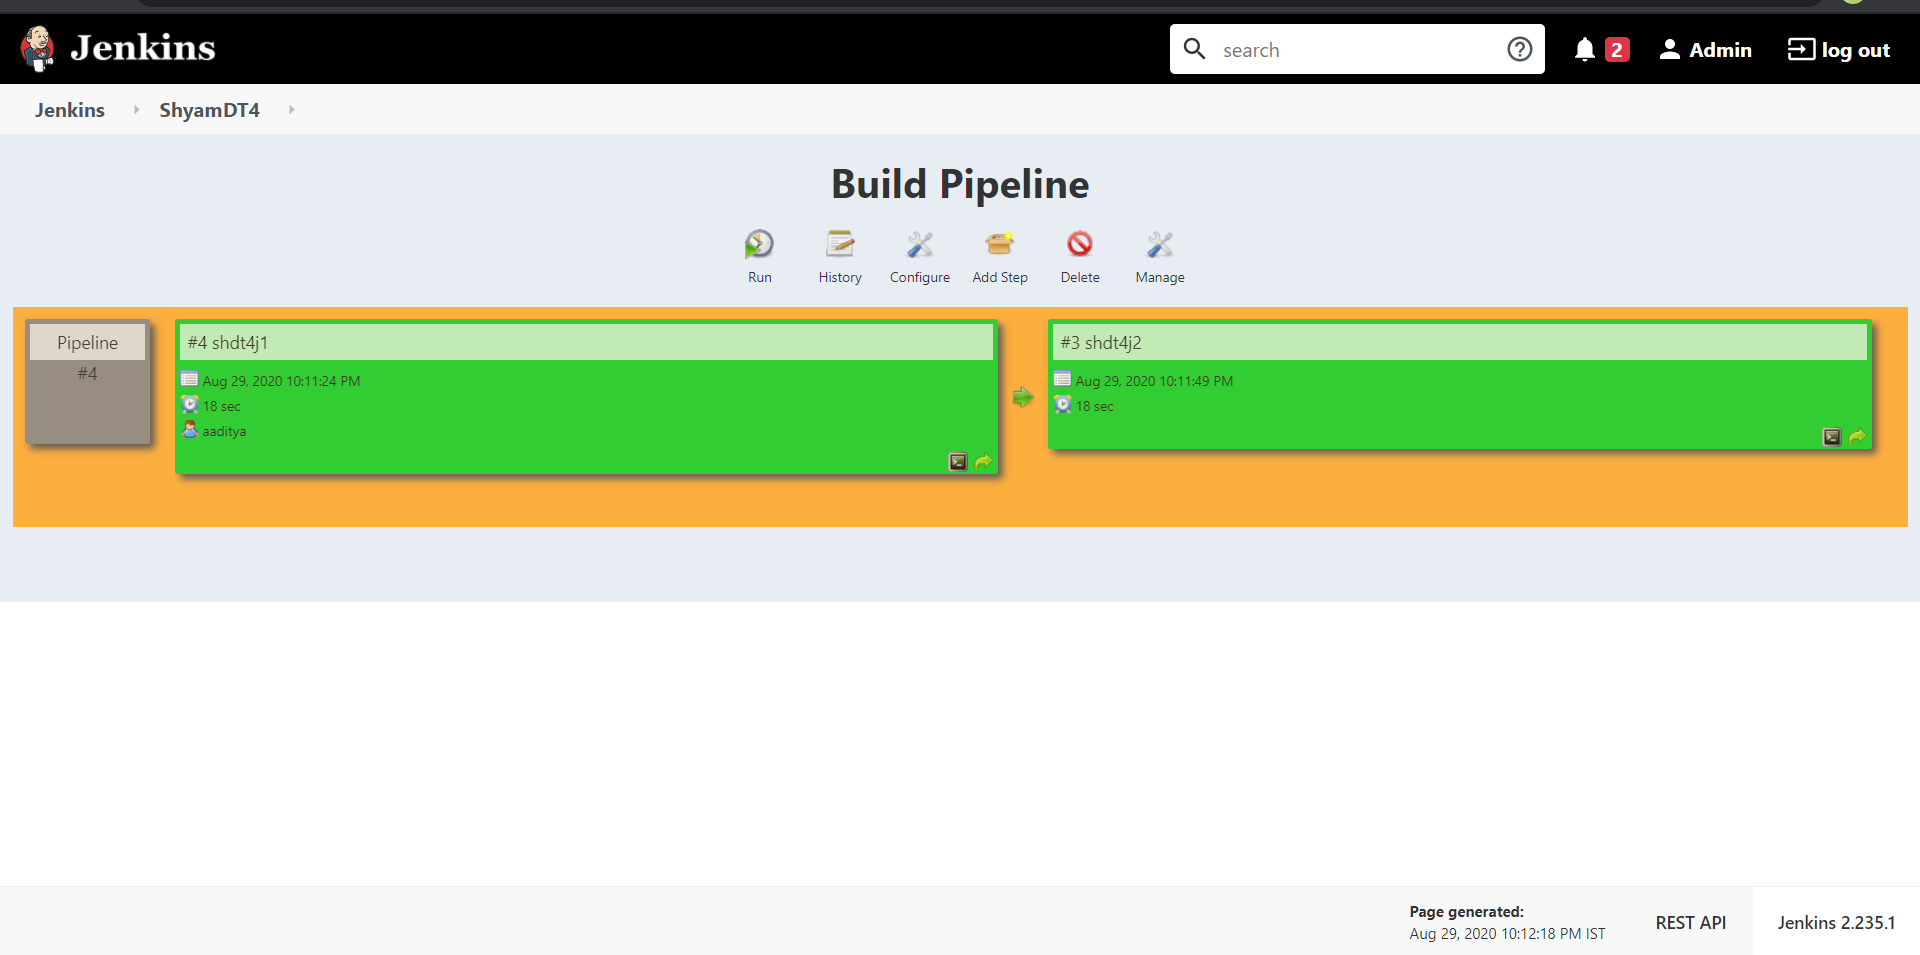 Jenkins
search
2
Admin
log out
Jenkins
ShyamDT4
Build Pipeline
Run
History
Configure
Add Step
Delete
Manage
Pipeline
#4
#4 shdt4j1
Aug 29, 2020 10:11:24 PM
18 sec
aaditya
#3 shdt4j2
Aug 29, 2020 10:11:49 PM
18 sec
Page generated:
Aug 29, 2020 10:12:18 PM IST
REST API
Jenkins 2.235.1